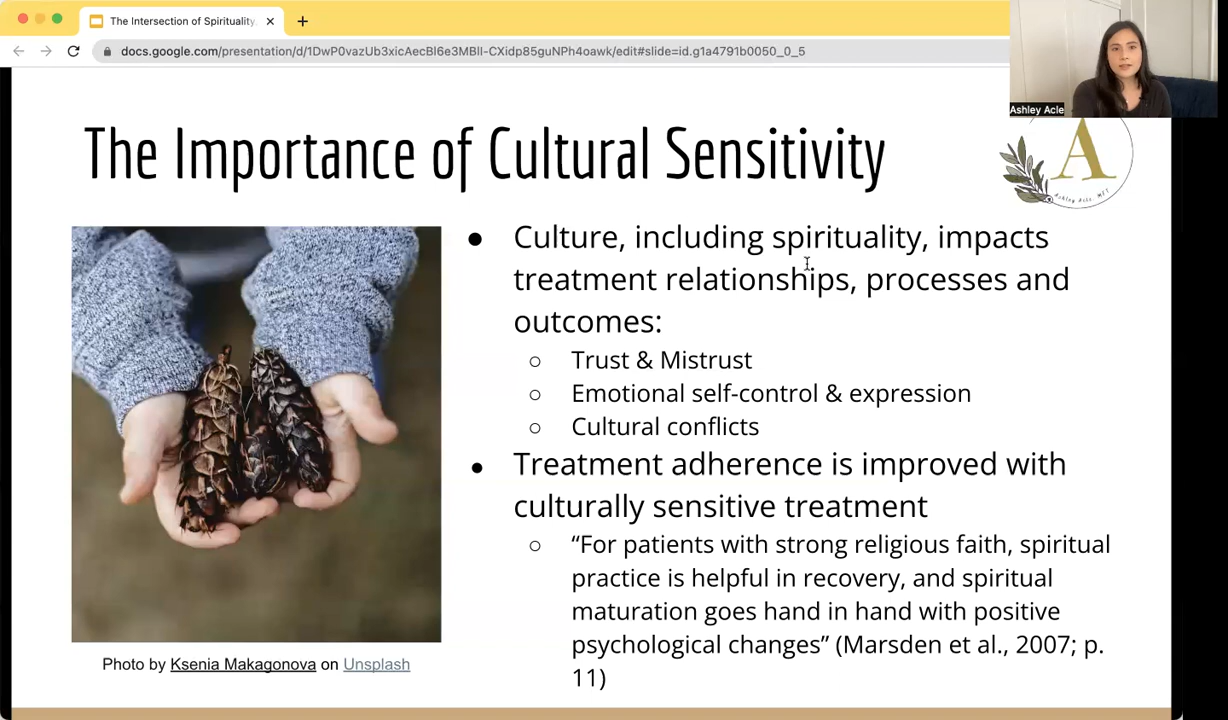 The Intersection of Spirituality
docs.google.com/presentation/d/1DwP0vazUb3xicAecBl6e3MBlI-CXidp85guNPh4oawk/edit#slide=id.g1a4791b0050_0_5
Ashley Acle
The Importance of Cultural Sensitivity
A
Ashley Acle, MFT
● Culture, including spirituality, impacts
treatment relationships, processes and
outcomes:
○ Trust & Mistrust
○ Emotional self-control & expression
○ Cultural conflicts
● Treatment adherence is improved with
culturally sensitive treatment
○ “For patients with strong religious faith, spiritual
practice is helpful in recovery, and spiritual
maturation goes hand in hand with positive
psychological changes” (Marsden et al., 2007; p.
11)
Photo by Ksenia Makagonova on Unsplash